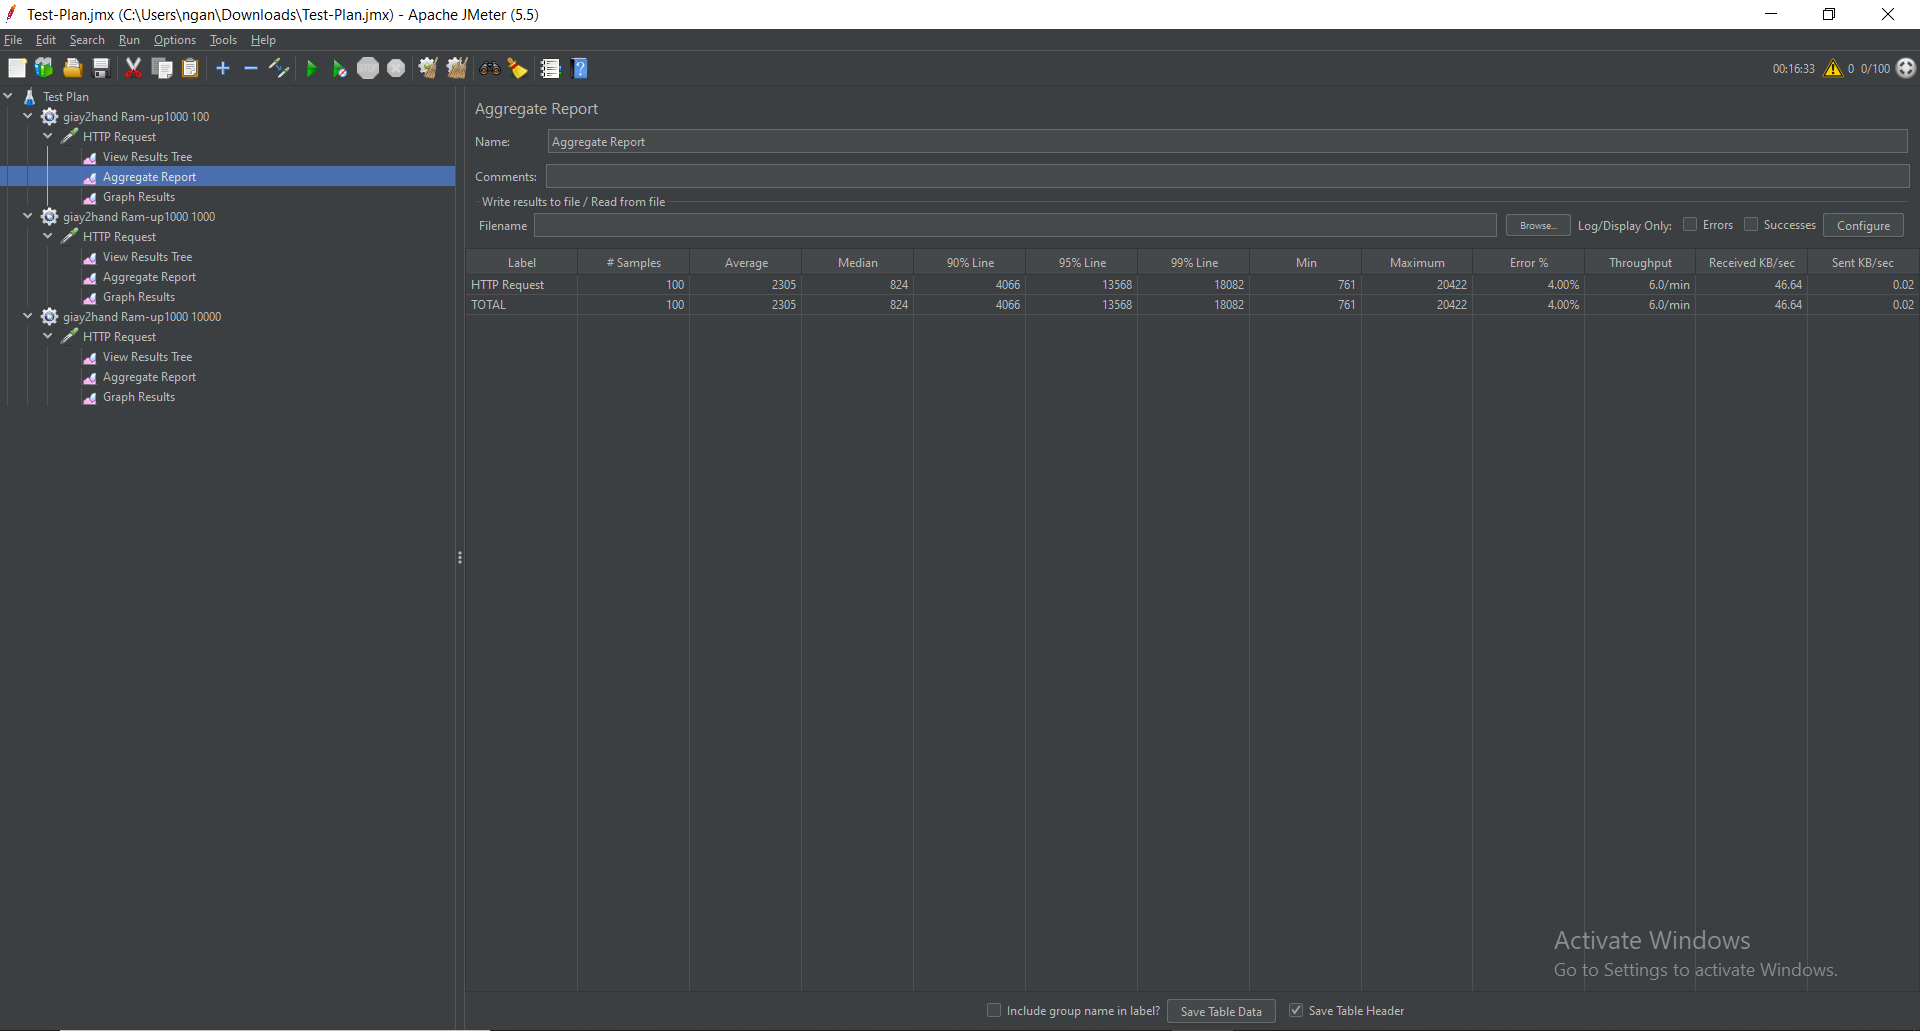 Test-Plan.jmx (C:\Users\ngan\Downloads\Test-Plan.jmx) - Apache JMeter (5.5)
File Edit Search Run Options Tools Help
00:16:33 0 0/100
Test Plan
giay2hand Ram-up1000 100
HTTP Request
View Results Tree
Aggregate Report
Graph Results
giay2hand Ram-up1000 1000
HTTP Request
View Results Tree
Aggregate Report
Graph Results
giay2hand Ram-up1000 10000
HTTP Request
View Results Tree
Aggregate Report
Graph Results
Aggregate Report
Name: Aggregate Report
Comments:
Write results to file / Read from file
Filename Browse... Log/Display Only: Errors Successes Configure
Label # Samples Average Median 90% Line 95% Line 99% Line Min Maximum Error % Throughput Received KB/sec Sent KB/sec
HTTP Request 100 2305 824 4066 13568 18082 761 20422 4.00% 6.0/min 46.64 0.02
TOTAL 100 2305 824 4066 13568 18082 761 20422 4.00% 6.0/min 46.64 0.02
Activate Windows
Go to Settings to activate Windows.
Include group name in label? Save Table Data Save Table Header